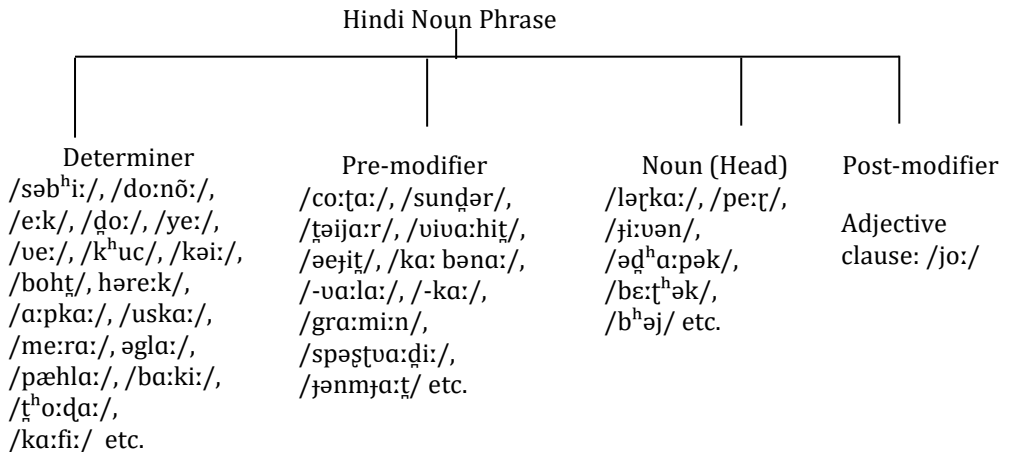 Hindi Noun Phrase
Determiner
/səbʰiː/, /doːnõː/,
/eːk/, /d̪oː/, /yeː/,
/ʋeː/, /kʰuc/, /kəiː/,
/boht̪/, həreːk/,
/ɑːpkɑː/, /uskɑː/,
/meːrɑː/, əglɑː/,
/pæhlɑː/, /bɑːkiː/,
/t̪ʰoːɖɑː/,
/kɑːfiː/ etc.
Pre-modifier
/coːʈɑː/, /sund̪ər/,
/t̪əijɑːr/, /ʋiʋɑːhit̪/,
/əeɟit̪/, /kɑː bənɑː/,
/-ʋɑːlɑː/, /-kɑː/,
/grɑːmiːn/,
/spəʂʈʋɑːd̪iː/,
/ɟənmɟɑːt̪/ etc.
Noun (Head)
/ləɽkɑː/, /peːɽ/,
/ɟiːʋən/,
/əd̪ʰɑːpək/,
/bɛːʈʰək/,
/bʰəj/ etc.
Post-modifier
Adjective
clause: /joː/